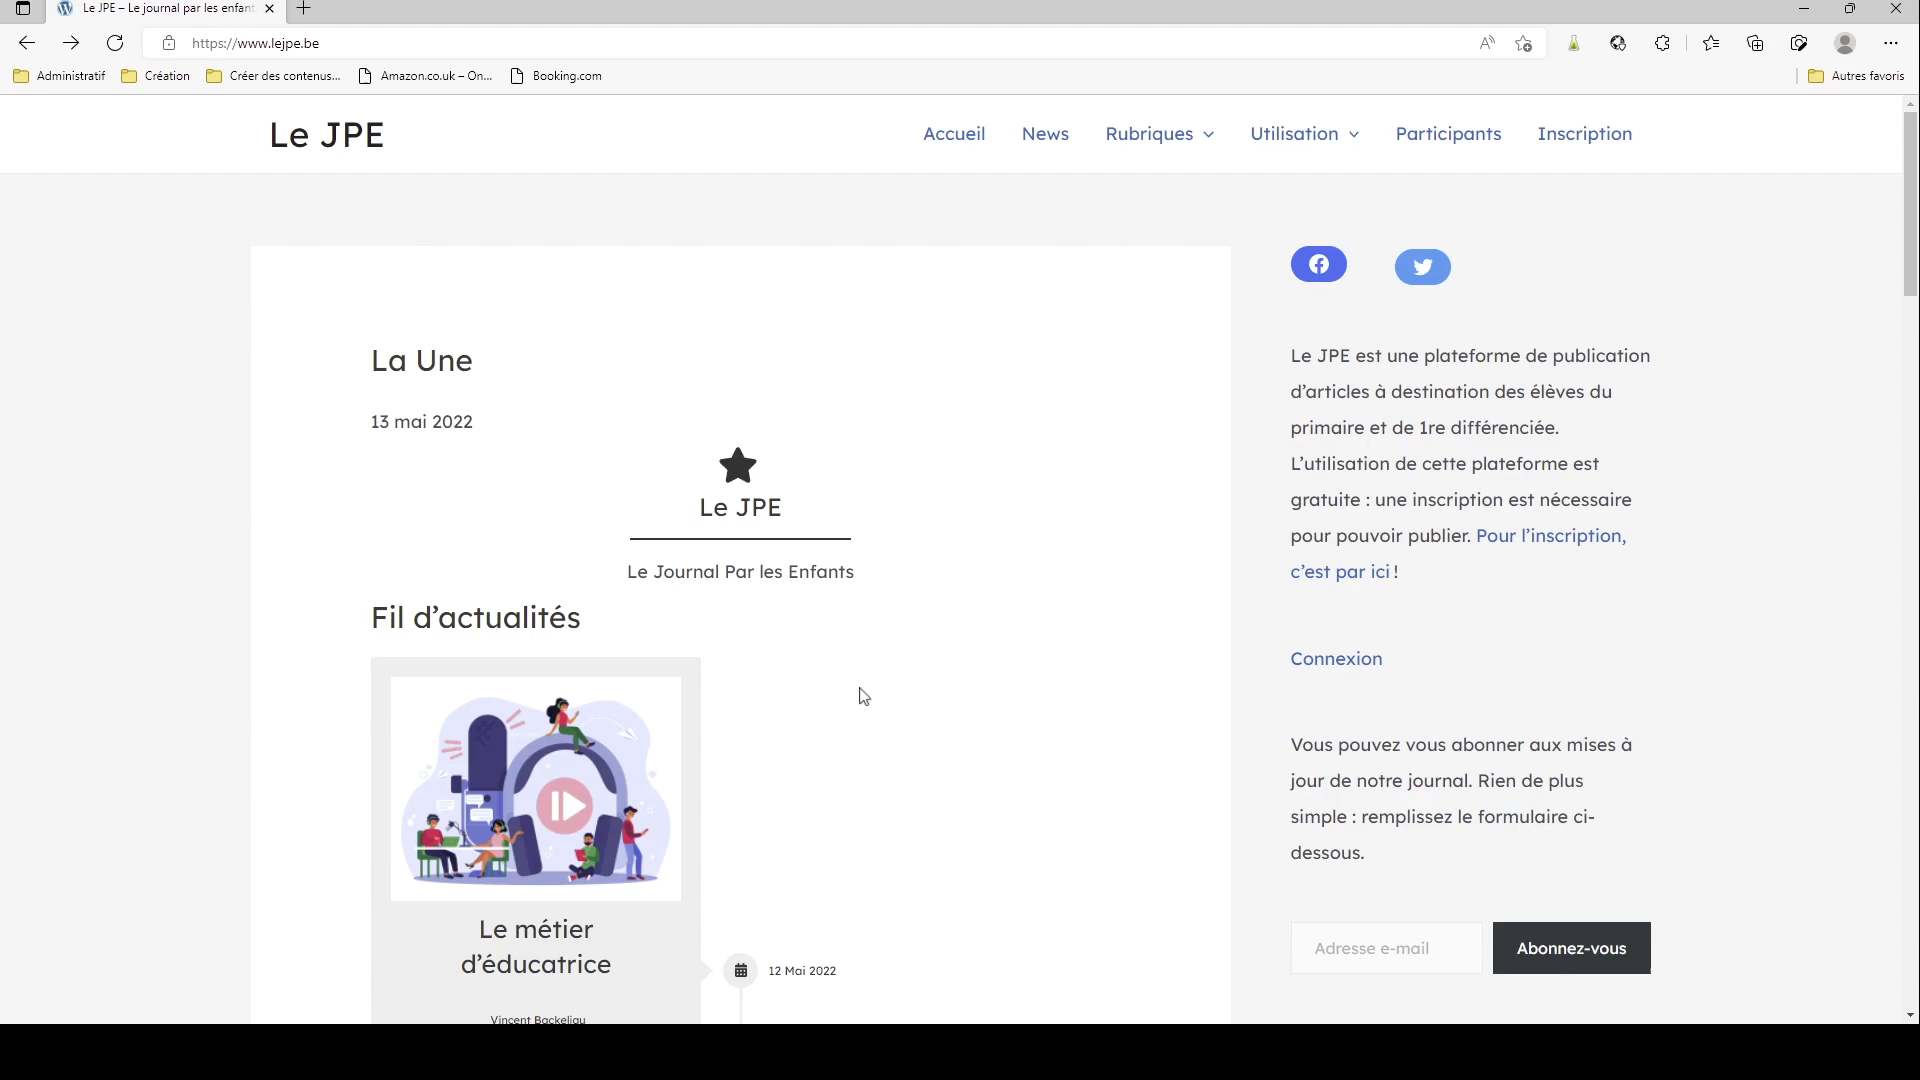 Le JPE – Le journal par les enfant
https://www.lejpe.be
Administratif
Création
Créer des contenus...
Amazon.co.uk – On...
Booking.com
Autres favoris
Le JPE
Accueil
News
Rubriques
Utilisation
Participants
Inscription
La Une
13 mai 2022
Le JPE
Le Journal Par les Enfants
Fil d’actualités
Le métier
d’éducatrice
12 Mai 2022
Vincent Backeljau
Le JPE est une plateforme de publication
d’articles à destination des élèves du
primaire et de 1re différenciée.
L’utilisation de cette plateforme est
gratuite : une inscription est nécessaire
pour pouvoir publier. Pour l’inscription,
c’est par ici !
Connexion
Vous pouvez vous abonner aux mises à
jour de notre journal. Rien de plus
simple : remplissez le formulaire ci-
dessous.
Adresse e-mail
Abonnez-vous